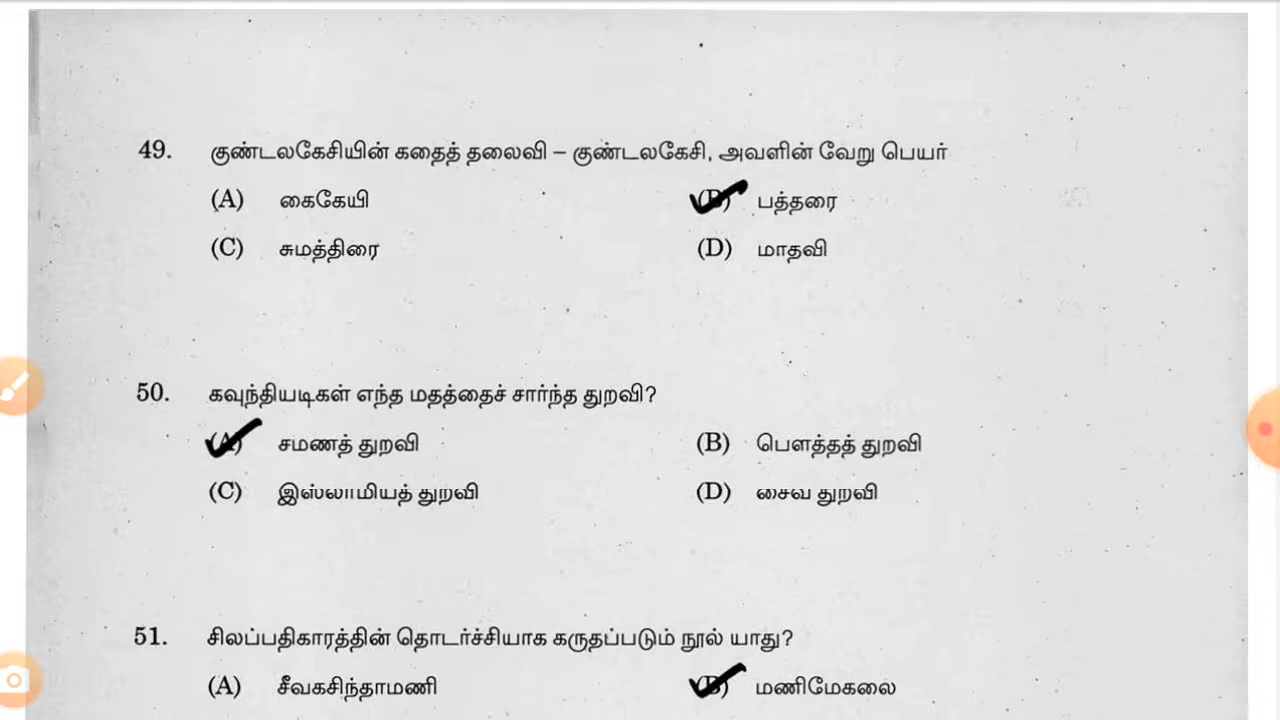 49. குண்டலகேசியின் கதைத் தலைவி – குண்டலகேசி, அவளின் வேறு பெயர்
(A) கைகேயி (B) பத்தரை
(C) சுமத்திரை (D) மாதவி
50. கவுந்தியடிகள் எந்த மதத்தைச் சார்ந்த துறவி?
(A) சமணத் துறவி (B) பௌத்தத் துறவி
(C) இஸ்லாமியத் துறவி (D) சைவ துறவி
51. சிலப்பதிகாரத்தின் தொடர்ச்சியாக கருதப்படும் நூல் யாது?
(A) சீவகசிந்தாமணி (B) மணிமேகலை